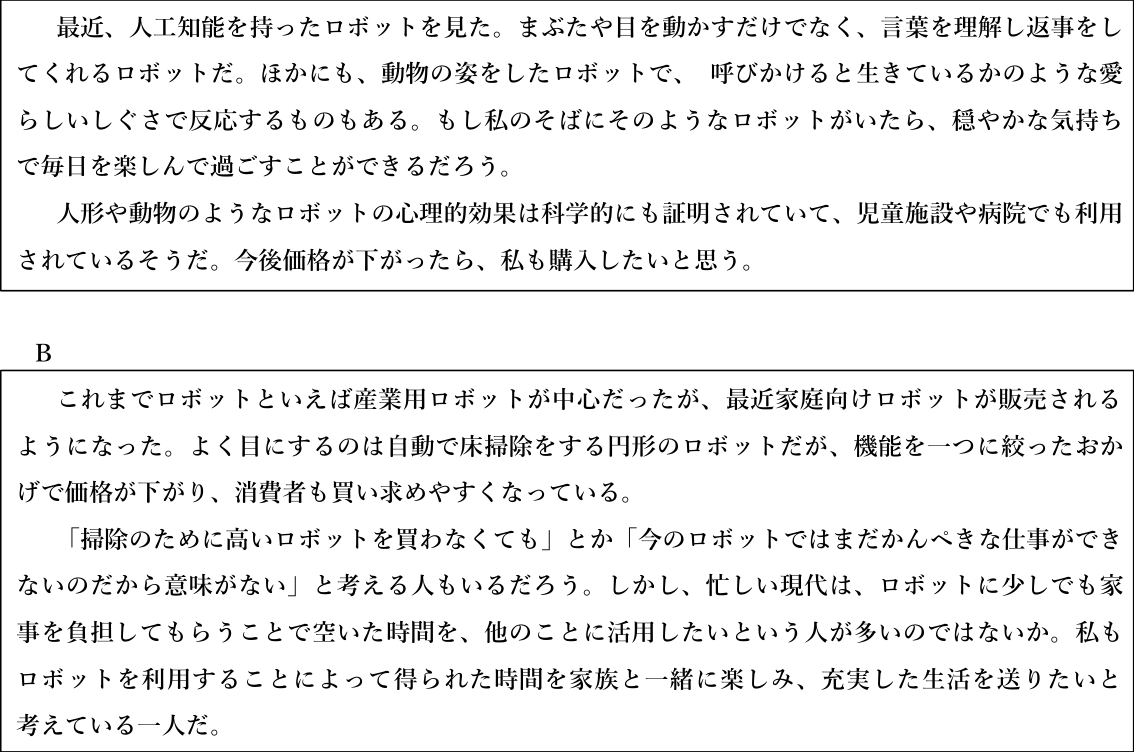 最近、人工知能を持ったロボットを見た。まぶたや目を動かすだけでなく、言葉を理解し返事をし
てくれるロボットだ。ほかにも、動物の姿をしたロボットで、 呼びかけると生きているかのような愛
らしいしぐさで反応するものもある。もし私のそばにそのようなロボットがいたら、穏やかな気持ち
で毎日を楽しんで過ごすことができるだろう。
人形や動物のようなロボットの心理的効果は科学的にも証明されていて、児童施設や病院でも利用
されているそうだ。今後価格が下がったら、私も購入したいと思う。
B
これまでロボットといえば産業用ロボットが中心だったが、最近家庭向けロボットが販売される
ようになった。よく目にするのは自動で床掃除をする円形のロボットだが、機能を一つに絞ったおか
げで価格が下がり、消費者も買い求めやすくなっている。
「掃除のために高いロボットを買わなくても」とか「今のロボットではまだかんぺきな仕事ができ
ないのだから意味がない」と考える人もいるだろう。しかし、忙しい現代は、ロボットに少しでも家
事を負担してもらうことで空いた時間を、他のことに活用したいという人が多いのではないか。私も
ロボットを利用することによって得られた時間を家族と一緒に楽しみ、充実した生活を送りたいと
考えている一人だ。